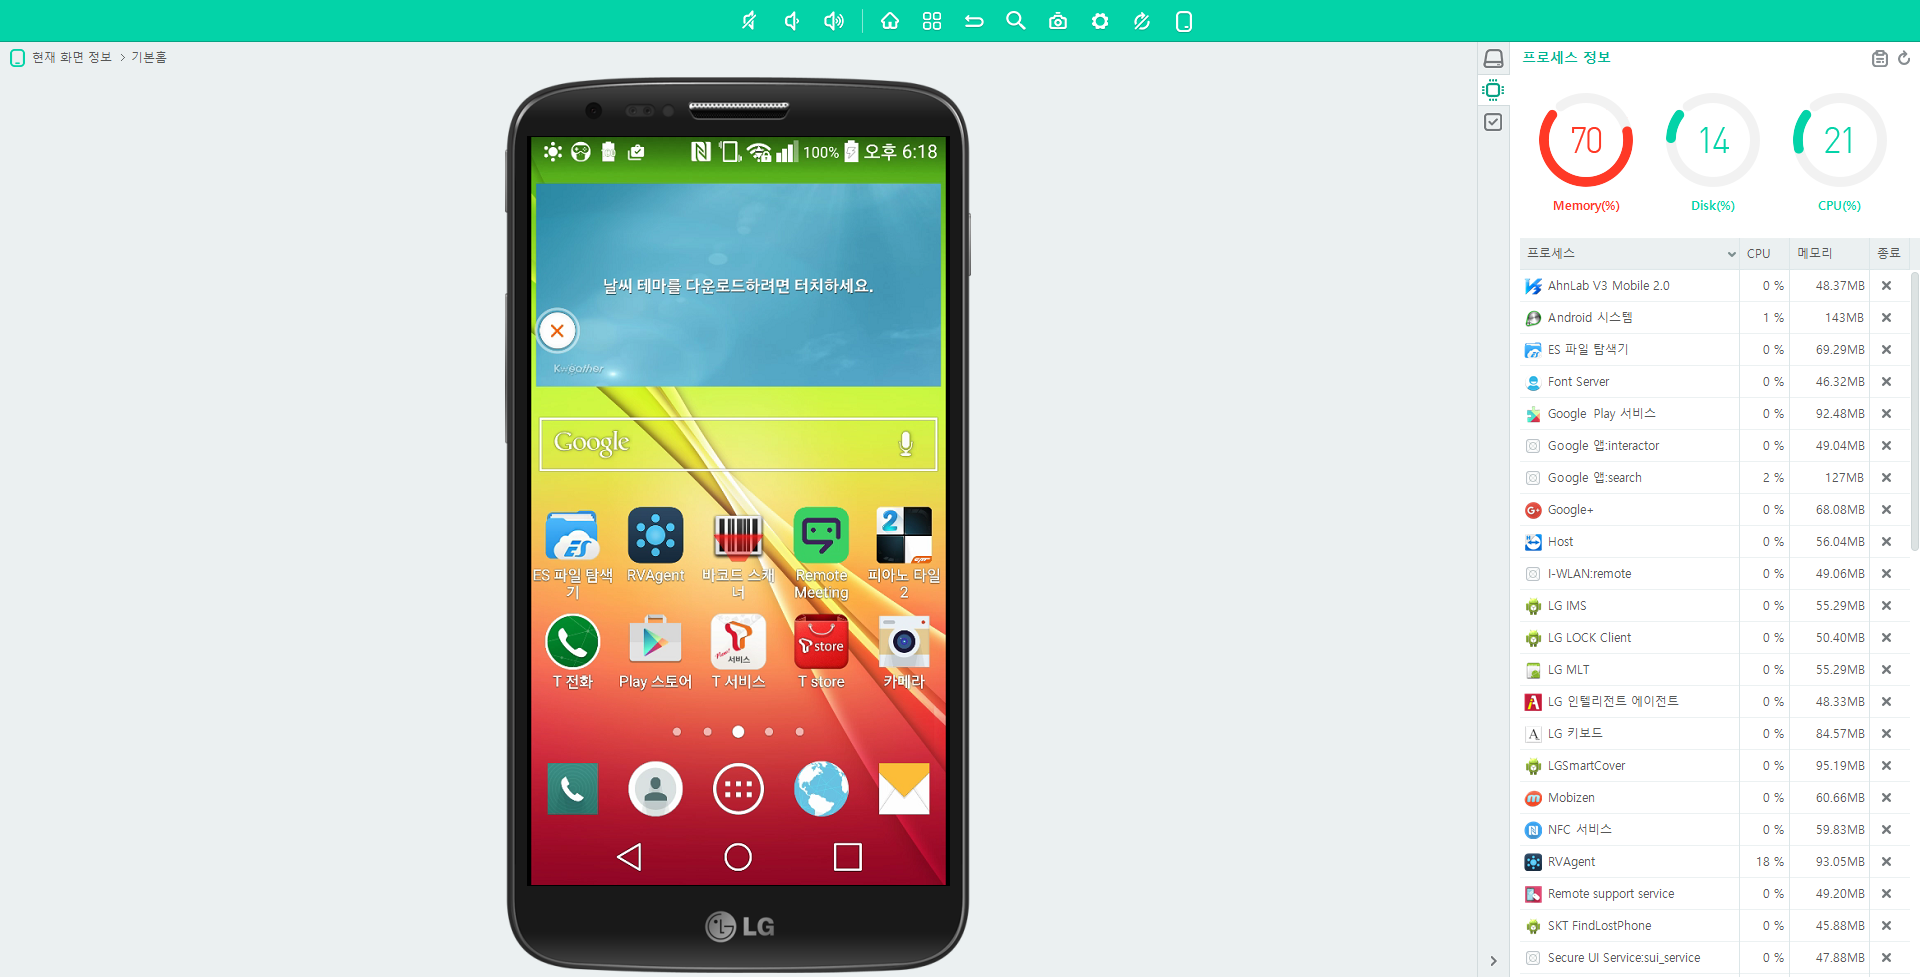 현재 화면 정보 > 기본홈
100% 오후 6:18
날씨 테마를 다운로드하려면 터치하세요.
Kweather
Google
ES 파일 탐색기
RVAgent
바코드 스캐너
Remote Meeting
피아노 타일 2
T 전화
Play 스토어
New!
서비스
T 서비스
T store
T store
카메라
LG
프로세스 정보
70
14
21
Memory(%)
Disk(%)
CPU(%)
프로세스 CPU 메모리 종료
AhnLab V3 Mobile 2.0 0 % 48.37MB
Android 시스템 1 % 143MB
ES 파일 탐색기 0 % 69.29MB
Font Server 0 % 46.32MB
Google Play 서비스 0 % 92.48MB
Google 앱:interactor 0 % 49.04MB
Google 앱:search 2 % 127MB
Google+ 0 % 68.08MB
Host 0 % 56.04MB
I-WLAN:remote 0 % 49.06MB
LG IMS 0 % 55.29MB
LG LOCK Client 0 % 50.40MB
LG MLT 0 % 55.29MB
LG 인텔리전트 에이전트 0 % 48.33MB
LG 키보드 0 % 84.57MB
LGSmartCover 0 % 95.19MB
Mobizen 0 % 60.66MB
NFC 서비스 0 % 59.83MB
RVAgent 18 % 93.05MB
Remote support service 0 % 49.20MB
SKT FindLostPhone 0 % 45.88MB
Secure UI Service:sui_service 0 % 47.88MB